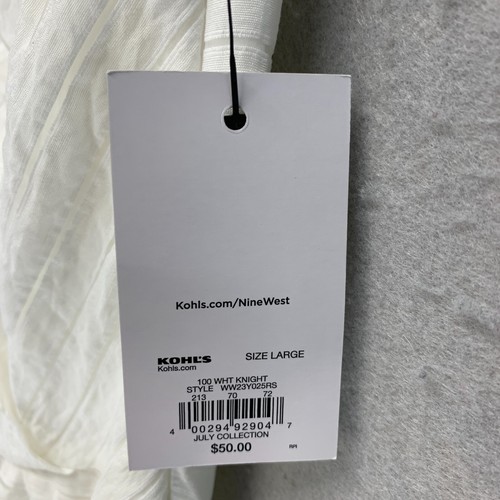 Kohls.com/NineWest
KOHL'S SIZE LARGE
Kohls.com
100 WHT KNIGHT
STYLE WW23Y025RS
213 70 72
4 00294 92904 7
JULY COLLECTION
$50.00 RPI